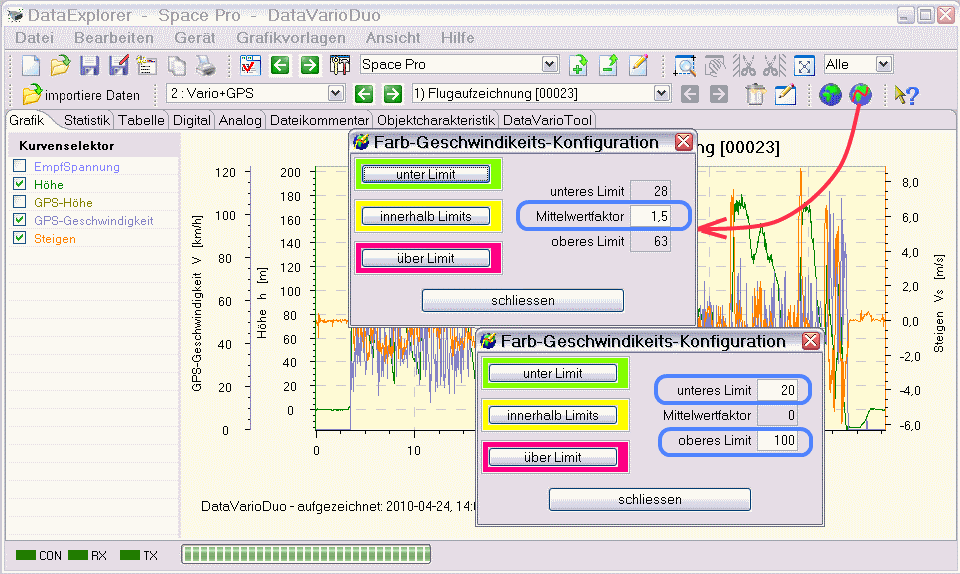 DataExplorer - Space Pro - DataVarioDuo
Datei Bearbeiten Gerät Grafikvorlagen Ansicht Hilfe
Space Pro Alle
importiere Daten 2 : Vario+GPS 1) Flugaufzeichnung [00023]
Grafik Statistik Tabelle Digital Analog Dateikommentar Objektcharakteristik DataVarioTool
Kurvenselektor
EmpfSpannung
Höhe
GPS-Höhe
GPS-Geschwindigkeit
Steigen
ng [00023]
GPS-Geschwindigkeit V [km/h]
120
100
80
60
40
20
0
Höhe h [m]
200
180
160
140
120
100
80
60
40
20
0
0 10
8,0
6,0
4,0
2,0
0,0
-2,0
-4,0
-6,0
Steigen Vs [m/s]
DataVarioDuo - aufgezeichnet: 2010-04-24, 14:
Farb-Geschwindikeits-Konfiguration
unter Limit
innerhalb Limits
über Limit
unteres Limit 28
Mittelwertfaktor 1,5
oberes Limit 63
schliessen
Farb-Geschwindikeits-Konfiguration
unter Limit
innerhalb Limits
über Limit
unteres Limit 20
Mittelwertfaktor 0
oberes Limit 100
schliessen
CON RX TX